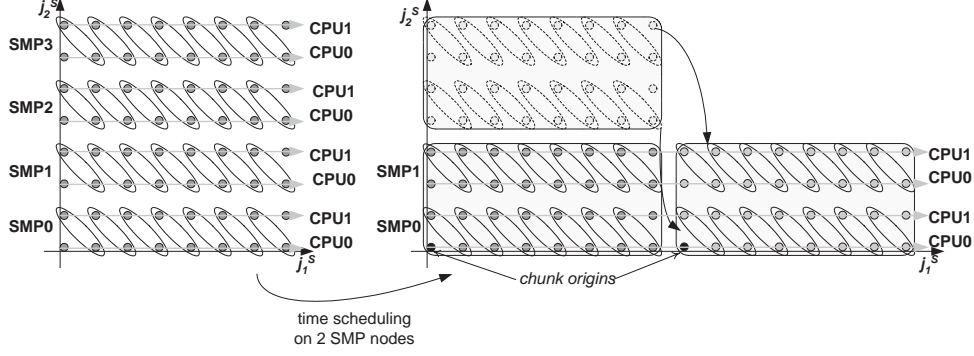 j₂ˢ
SMP3
CPU1
CPU0
SMP2
CPU1
CPU0
SMP1
CPU1
CPU0
SMP0
CPU1
CPU0
j₁ˢ
time scheduling
on 2 SMP nodes
j₂ˢ
SMP1
SMP0
CPU1
CPU0
CPU1
CPU0
j₁ˢ
chunk origins